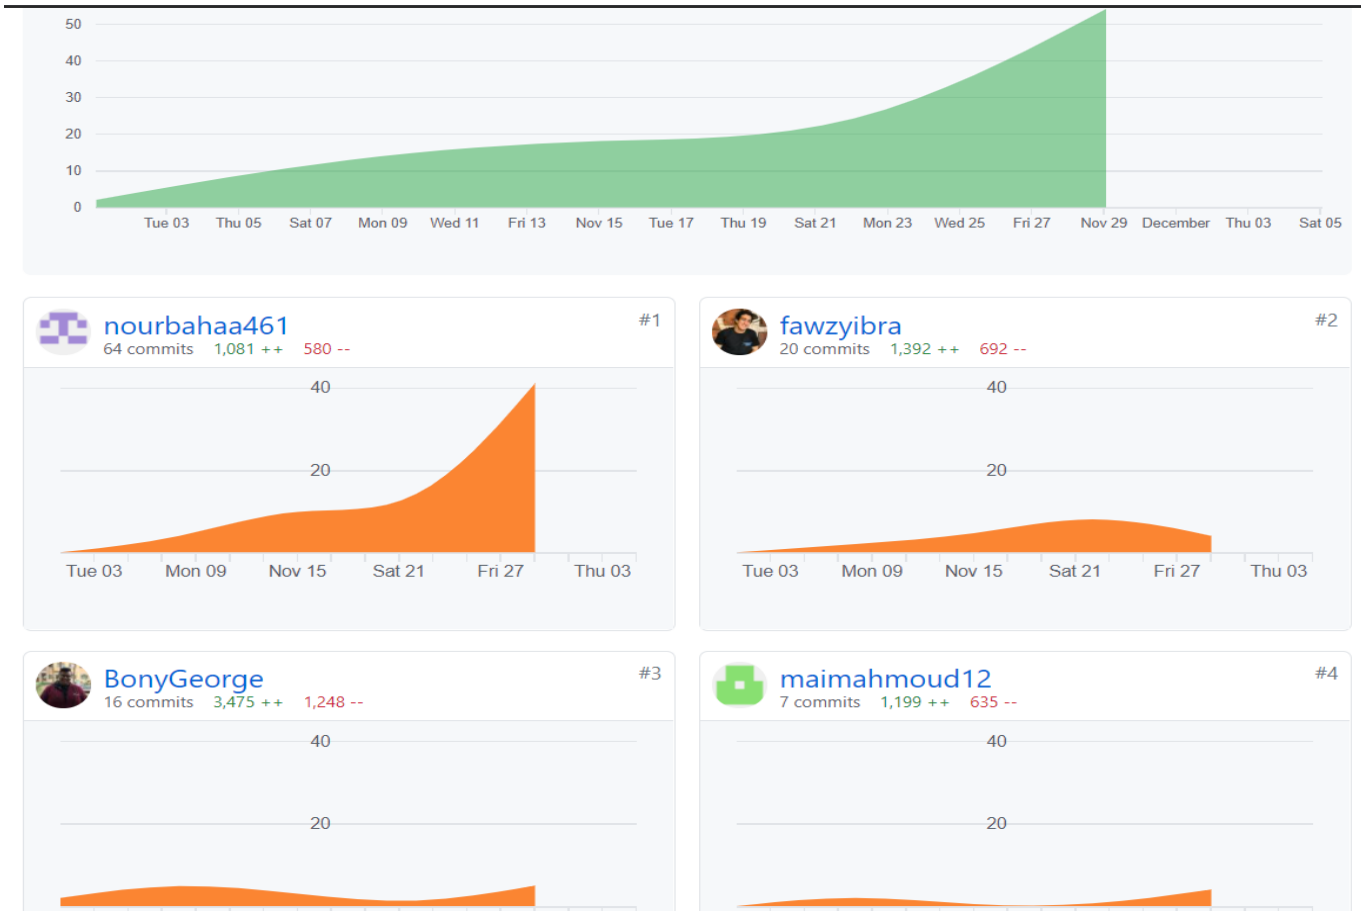 50
40
30
20
10
0
Tue 03 Thu 05 Sat 07 Mon 09 Wed 11 Fri 13 Nov 15 Tue 17 Thu 19 Sat 21 Mon 23 Wed 25 Fri 27 Nov 29 December Thu 03 Sat 05
nourbahaa461 #1
64 commits 1,081 ++ 580 --
40
20
Tue 03 Mon 09 Nov 15 Sat 21 Fri 27 Thu 03
fawzyibra #2
20 commits 1,392 ++ 692 --
40
20
Tue 03 Mon 09 Nov 15 Sat 21 Fri 27 Thu 03
BonyGeorge #3
16 commits 3,475 ++ 1,248 --
40
20
maimahmoud12 #4
7 commits 1,199 ++ 635 --
40
20